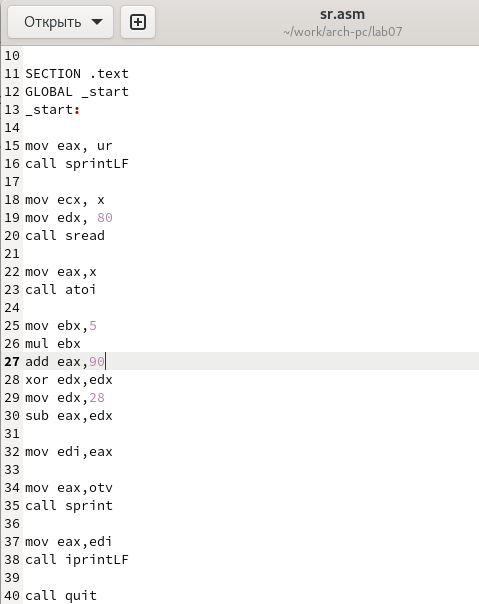 Открыть
sr.asm
~/work/arch-pc/lab07
10
11 SECTION .text
12 GLOBAL _start
13 _start:
14
15 mov eax, ur
16 call sprintLF
17
18 mov ecx, x
19 mov edx, 80
20 call sread
21
22 mov eax,x
23 call atoi
24
25 mov ebx,5
26 mul ebx
27 add eax,90
28 xor edx,edx
29 mov edx,28
30 sub eax,edx
31
32 mov edi,eax
33
34 mov eax,otv
35 call sprint
36
37 mov eax,edi
38 call iprintLF
39
40 call quit